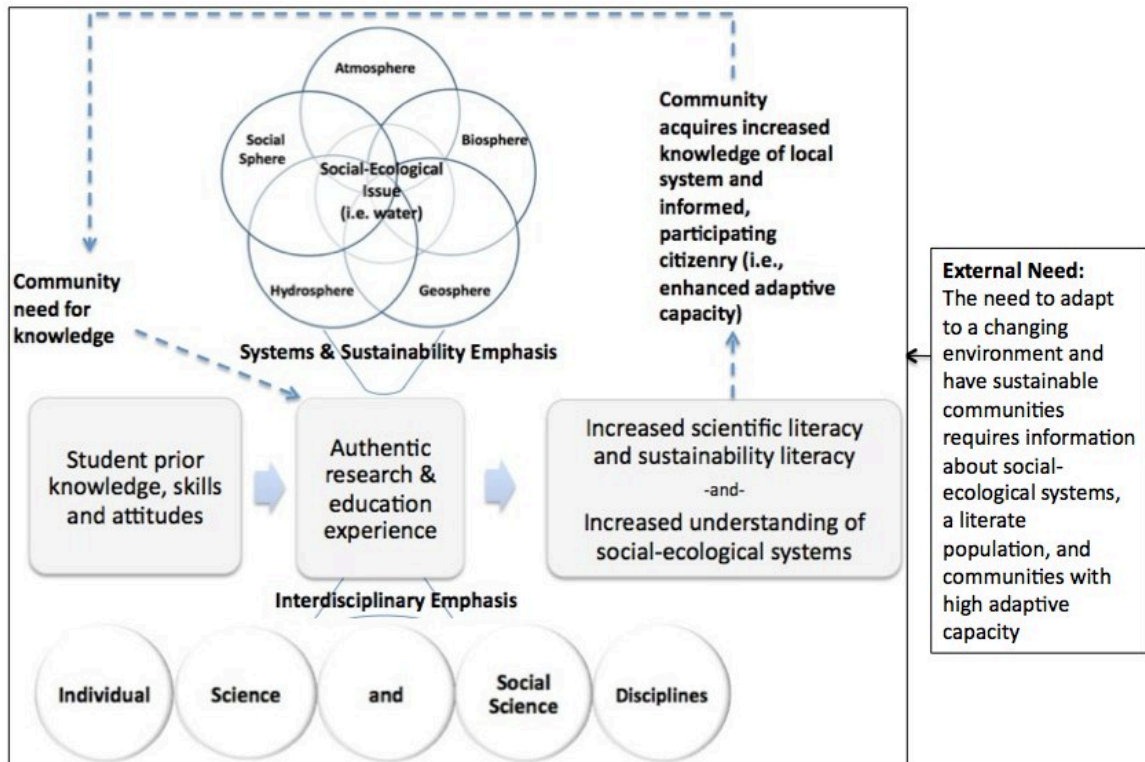 Atmosphere
Social
Sphere
Biosphere
Social-Ecological
Issue
(i.e. water)
Hydrosphere
Geosphere
Community
acquires increased
knowledge of local
system and
informed,
participating
citizenry (i.e.,
enhanced adaptive
capacity)
Community
need for
knowledge
Systems & Sustainability Emphasis
Student prior
knowledge, skills
and attitudes
Authentic
research &
education
experience
Increased scientific literacy
and sustainability literacy
-and-
Increased understanding of
social-ecological systems
Interdisciplinary Emphasis
Individual
Science
and
Social
Science
Disciplines
External Need:
The need to adapt
to a changing
environment and
have sustainable
communities
requires information
about social-
ecological systems,
a literate
population, and
communities with
high adaptive
capacity